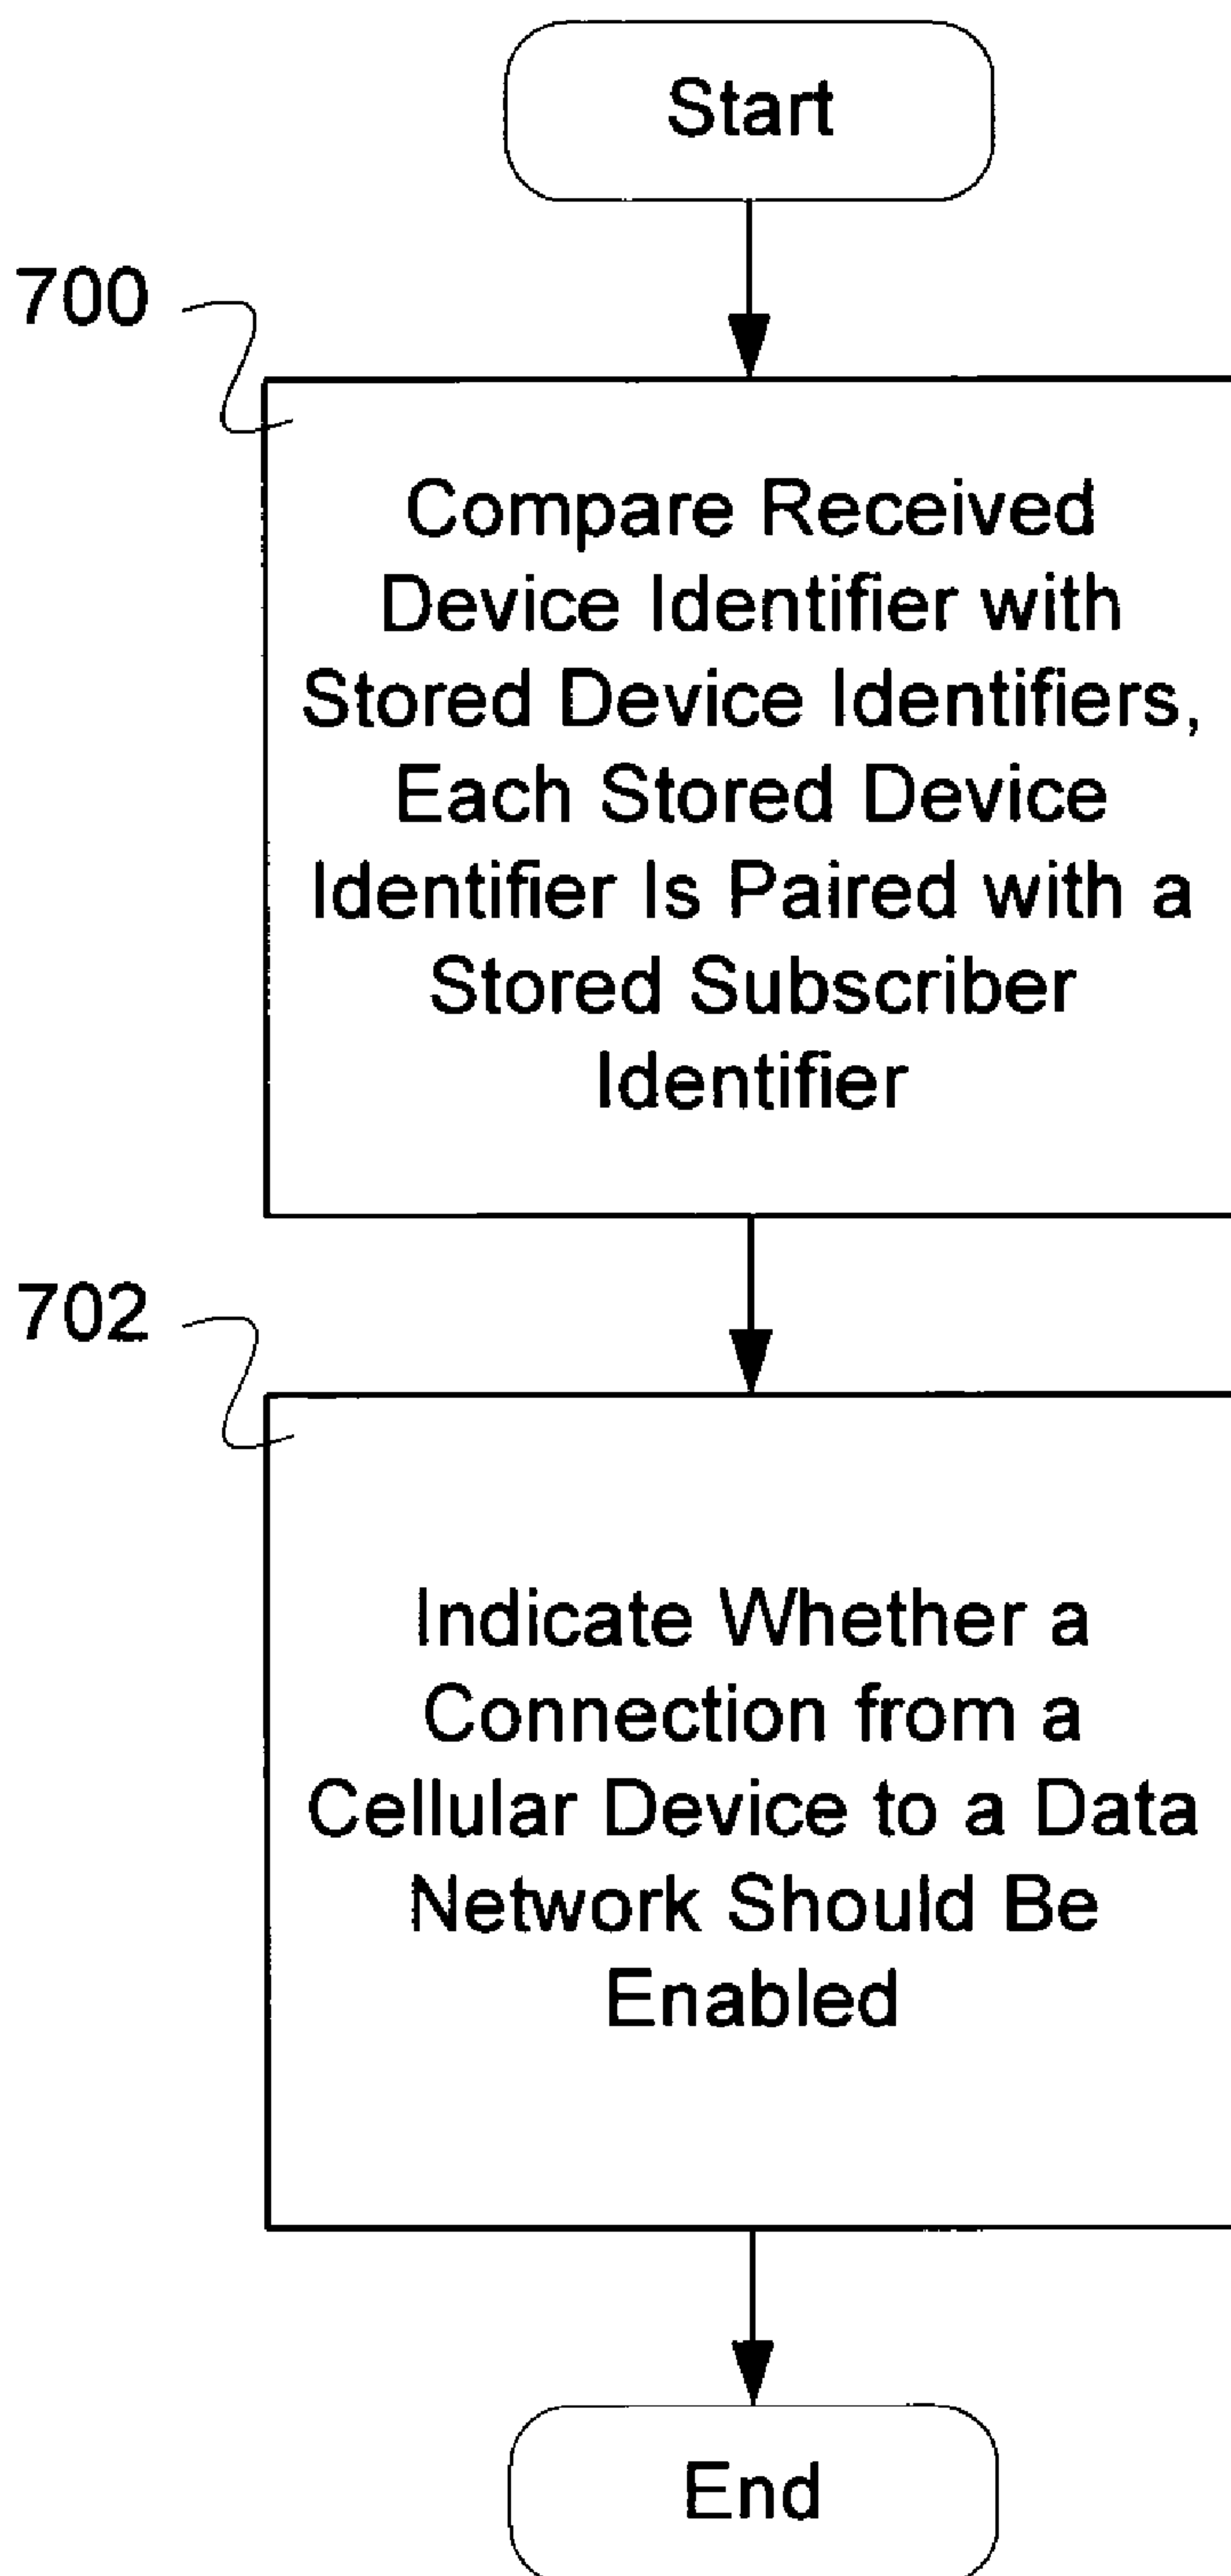 Start
700
Compare Received
Device Identifier with
Stored Device Identifiers,
Each Stored Device
Identifier Is Paired with a
Stored Subscriber
Identifier
702
Indicate Whether a
Connection from a
Cellular Device to a Data
Network Should Be
Enabled
End